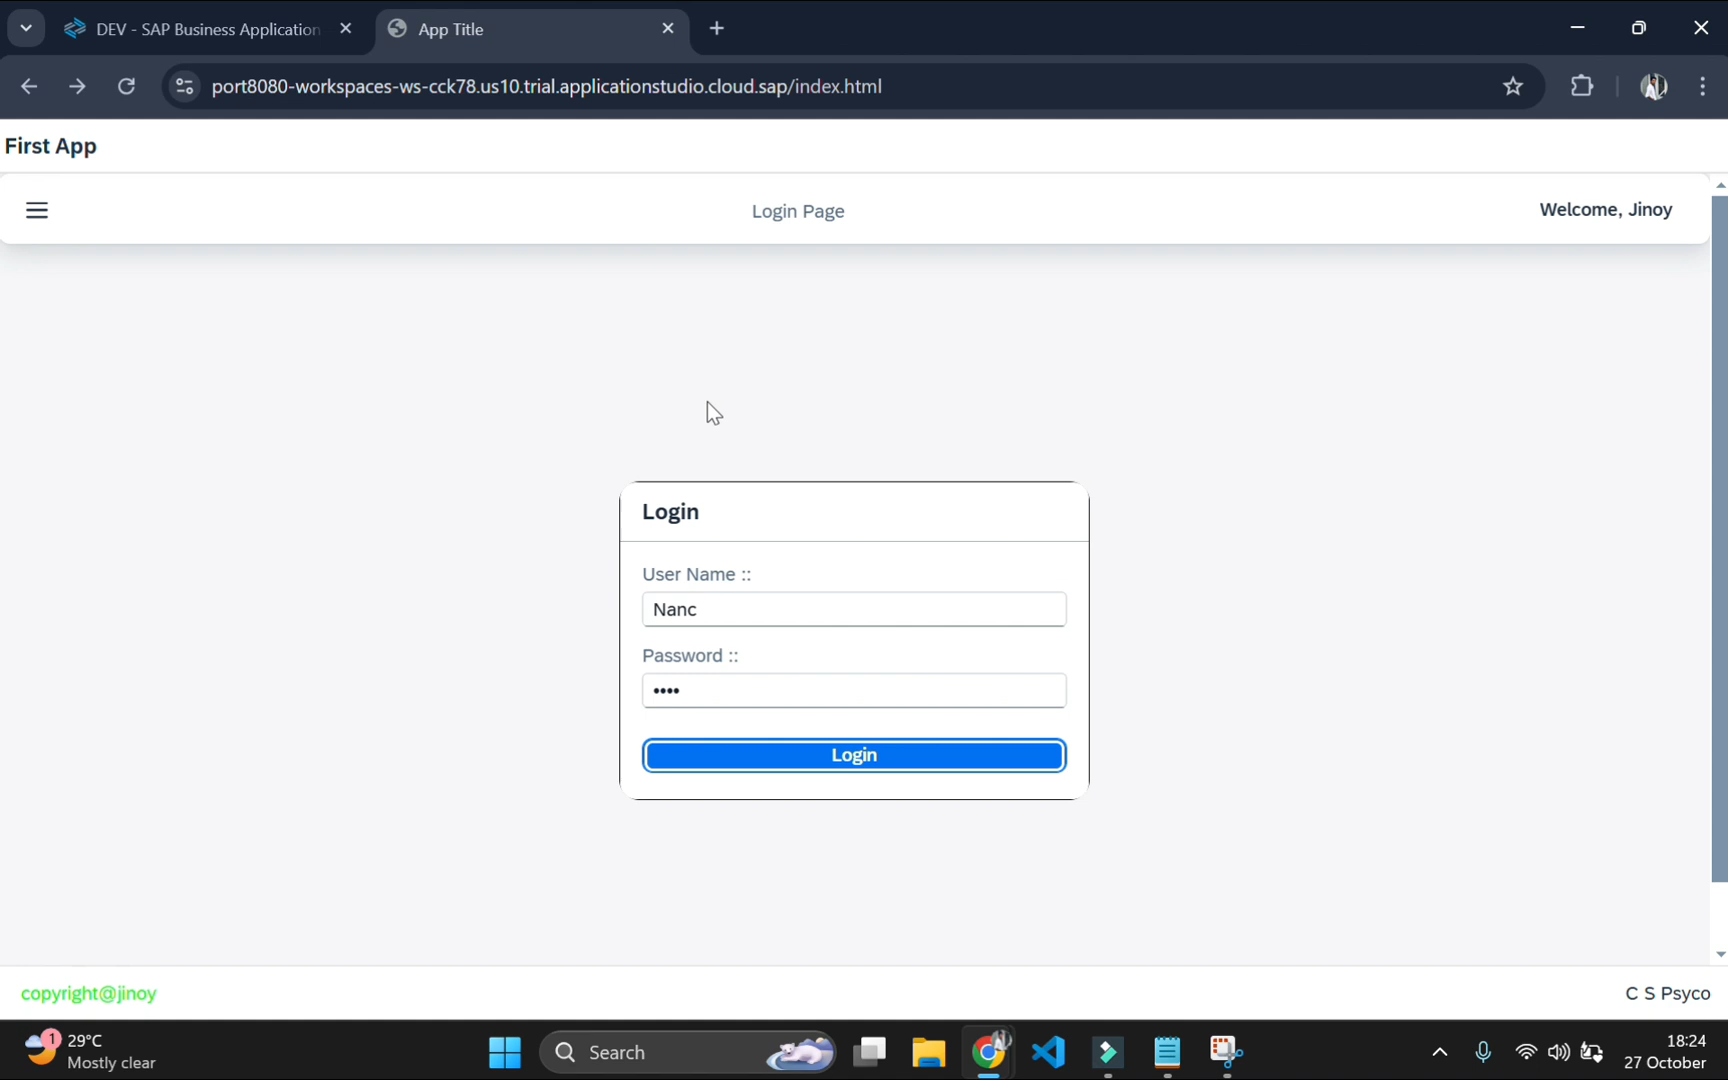 DEV - SAP Business Application
App Title
port8080-workspaces-ws-cck78.us10.trial.applicationstudio.cloud.sap/index.html
First App
Login Page
Welcome, Jinoy
Login
User Name ::
Nanc
Password ::
••••
Login
copyright@jinoy
C S Psyco
1
29°C
Mostly clear
Search
18:24
27 October